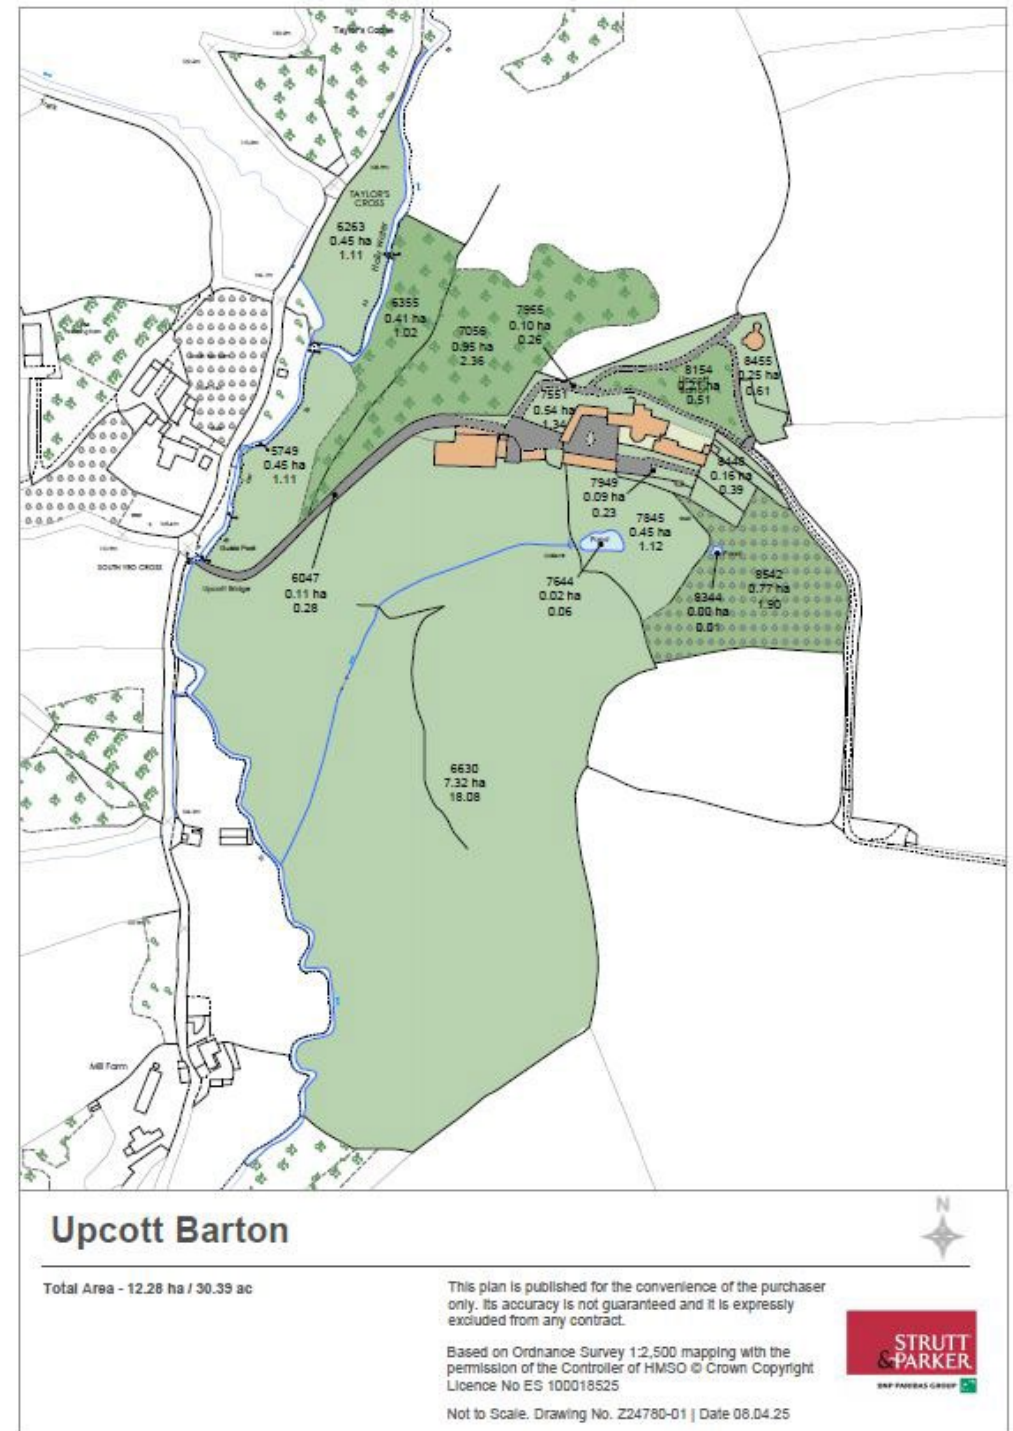 Taylor's Copse
Track
TAYLOR'S
CROSS
6263
0.45 ha
1.11
Holy Water
6355
0.41 ha
1.02
7056
0.95 ha
2.36
7955
0.10 ha
0.26
8455
0.25 ha
0.61
8154
0.21 ha
0.51
7551
0.54 ha
1.34
5749
0.45 ha
1.11
0.16 ha
0.39
7949
0.09 ha
0.23
7845
0.45 ha
1.12
Guide Post
Pond
Pond
SOUTH YEO CROSS
Upcott Bridge
6047
0.11 ha
0.28
7644
0.02 ha
0.06
8344
0.00 ha
0.01
8542
0.77 ha
1.90
6630
7.32 ha
18.08
Mill Farm
N
Upcott Barton
Total Area - 12.28 ha / 30.39 ac
This plan is published for the convenience of the purchaser
only. Its accuracy is not guaranteed and it is expressly
excluded from any contract.
Based on Ordnance Survey 1:2,500 mapping with the
permission of the Controller of HMSO © Crown Copyright
Licence No ES 100018525
Not to Scale. Drawing No. Z24780-01 | Date 08.04.25
STRUTT
&PARKER
BNP PARIBAS GROUP